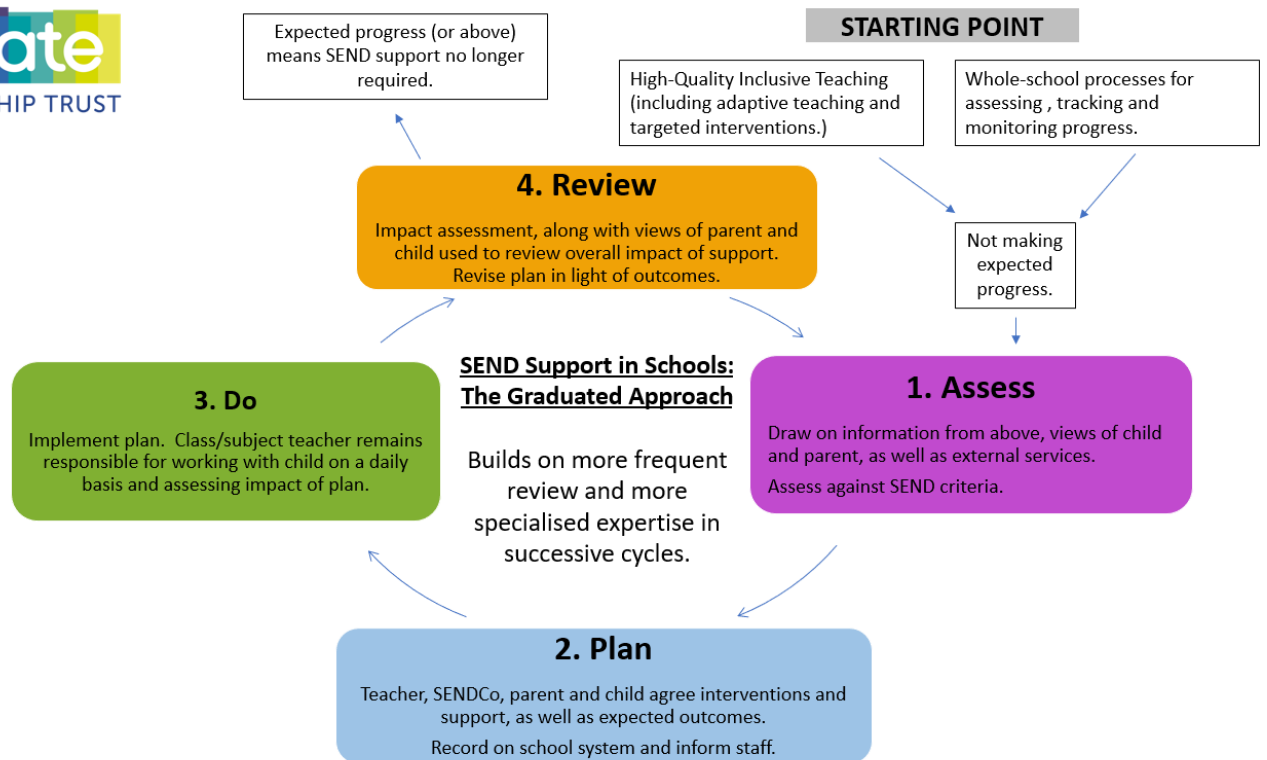 ate
HIP TRUST
STARTING POINT
Expected progress (or above)
means SEND support no longer
required.
High-Quality Inclusive Teaching
(including adaptive teaching and
targeted interventions.)
Whole-school processes for
assessing , tracking and
monitoring progress.
Not making
expected
progress.
4. Review
Impact assessment, along with views of parent and
child used to review overall impact of support.
Revise plan in light of outcomes.
1. Assess
Draw on information from above, views of child
and parent, as well as external services.
Assess against SEND criteria.
SEND Support in Schools:
The Graduated Approach
Builds on more frequent
review and more
specialised expertise in
successive cycles.
3. Do
Implement plan.  Class/subject teacher remains
responsible for working with child on a daily
basis and assessing impact of plan.
2. Plan
Teacher, SENDCo, parent and child agree interventions and
support, as well as expected outcomes.
Record on school system and inform staff.